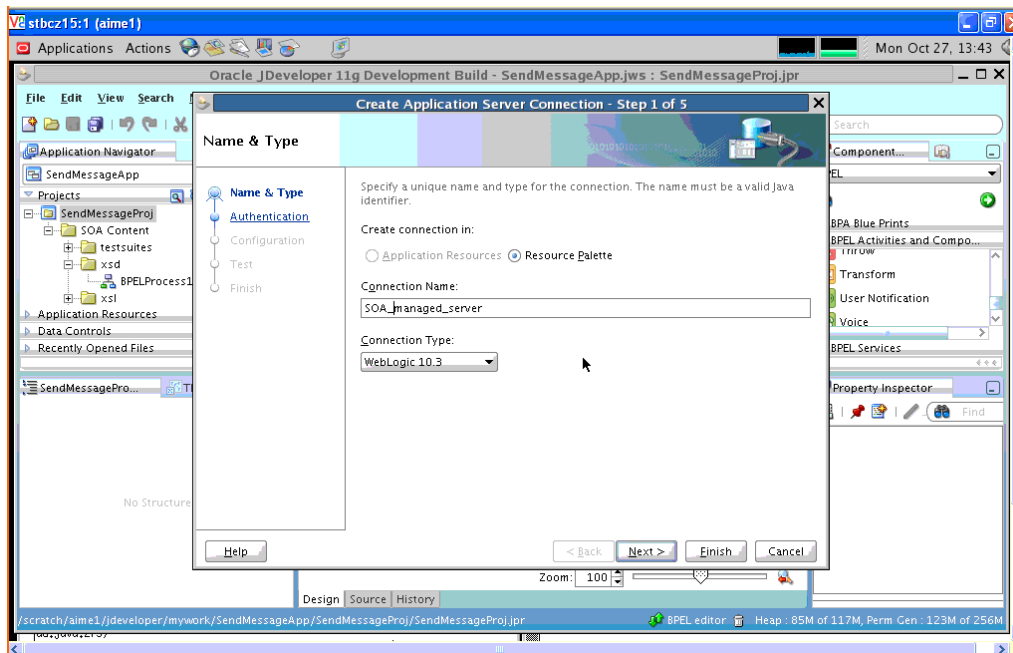 stbcz15:1 (aime1)
Applications Actions Mon Oct 27, 13:43
Oracle JDeveloper 11g Development Build - SendMessageApp.jws : SendMessageProj.jpr
File Edit View Search
Create Application Server Connection - Step 1 of 5
Search
Name & Type
Application Navigator
Component...
SendMessageApp
Projects
SendMessageProj
SOA Content
testsuites
xsd
BPELProcess1
xsl
Application Resources
Data Controls
Recently Opened Files
Name & Type
Authentication
Configuration
Test
Finish
Specify a unique name and type for the connection. The name must be a valid Java
identifier.
Create connection in:
Application Resources Resource Palette
Connection Name:
SOA_managed_server
Connection Type:
WebLogic 10.3
BPA Blue Prints
BPEL Activities and Compo...
Throw
Transform
User Notification
Voice
BPEL Services
SendMessagePro...
Property Inspector
Find
No Structure
Help < Back Next > Finish Cancel
Zoom: 100
Design Source History
/scratch/aime1/jdeveloper/mywork/SendMessageApp/SendMessageProj/SendMessageProj.jpr BPEL editor Heap : 85M of 117M, Perm Gen : 123M of 256M